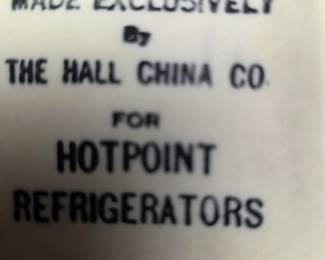 MADE EXCLUSIVELY
By
THE HALL CHINA CO.
FOR
HOTPOINT
REFRIGERATORS